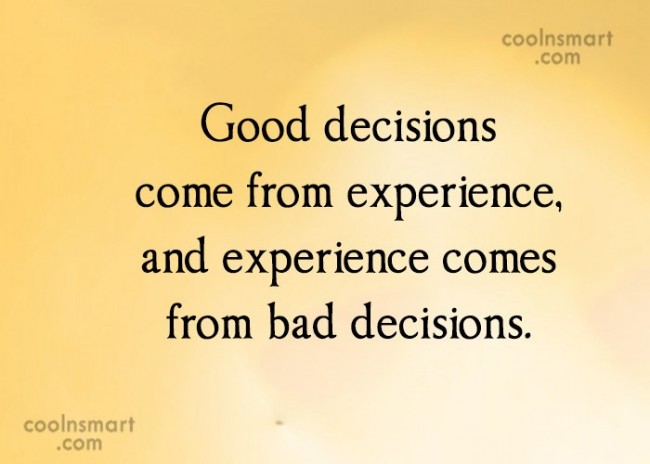 coolnsmart
.com
Good decisions
come from experience,
and experience comes
from bad decisions.
coolnsmart
.com